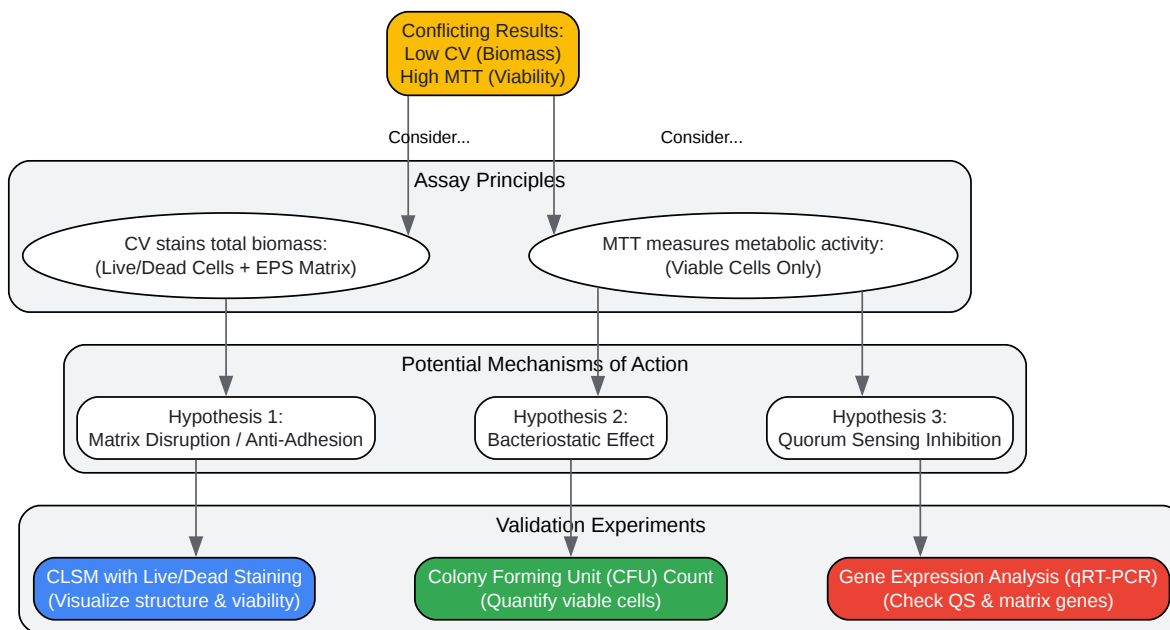 Conflicting Results:
Low CV (Biomass)
High MTT (Viability)
Consider...
Consider...
Assay Principles
CV stains total biomass:
(Live/Dead Cells + EPS Matrix)
MTT measures metabolic activity:
(Viable Cells Only)
Potential Mechanisms of Action
Hypothesis 1:
Matrix Disruption / Anti-Adhesion
Hypothesis 2:
Bacteriostatic Effect
Hypothesis 3:
Quorum Sensing Inhibition
Validation Experiments
CLSM with Live/Dead Staining
(Visualize structure & viability)
Colony Forming Unit (CFU) Count
(Quantify viable cells)
Gene Expression Analysis (qRT-PCR)
(Check QS & matrix genes)